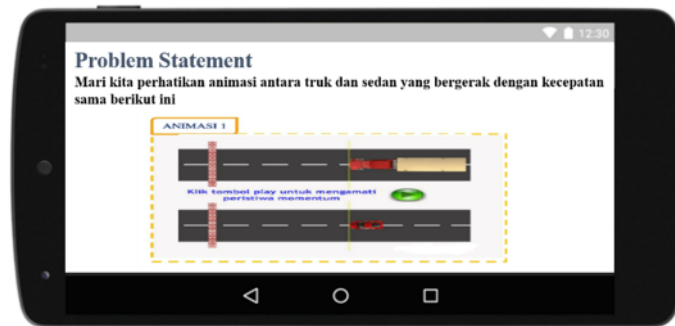 12:30
Problem Statement
Mari kita perhatikan animasi antara truk dan sedan yang bergerak dengan kecepatan
sama berikut ini
ANIMASI 1
Klik tombol play untuk mengamati
peristiwa momentum